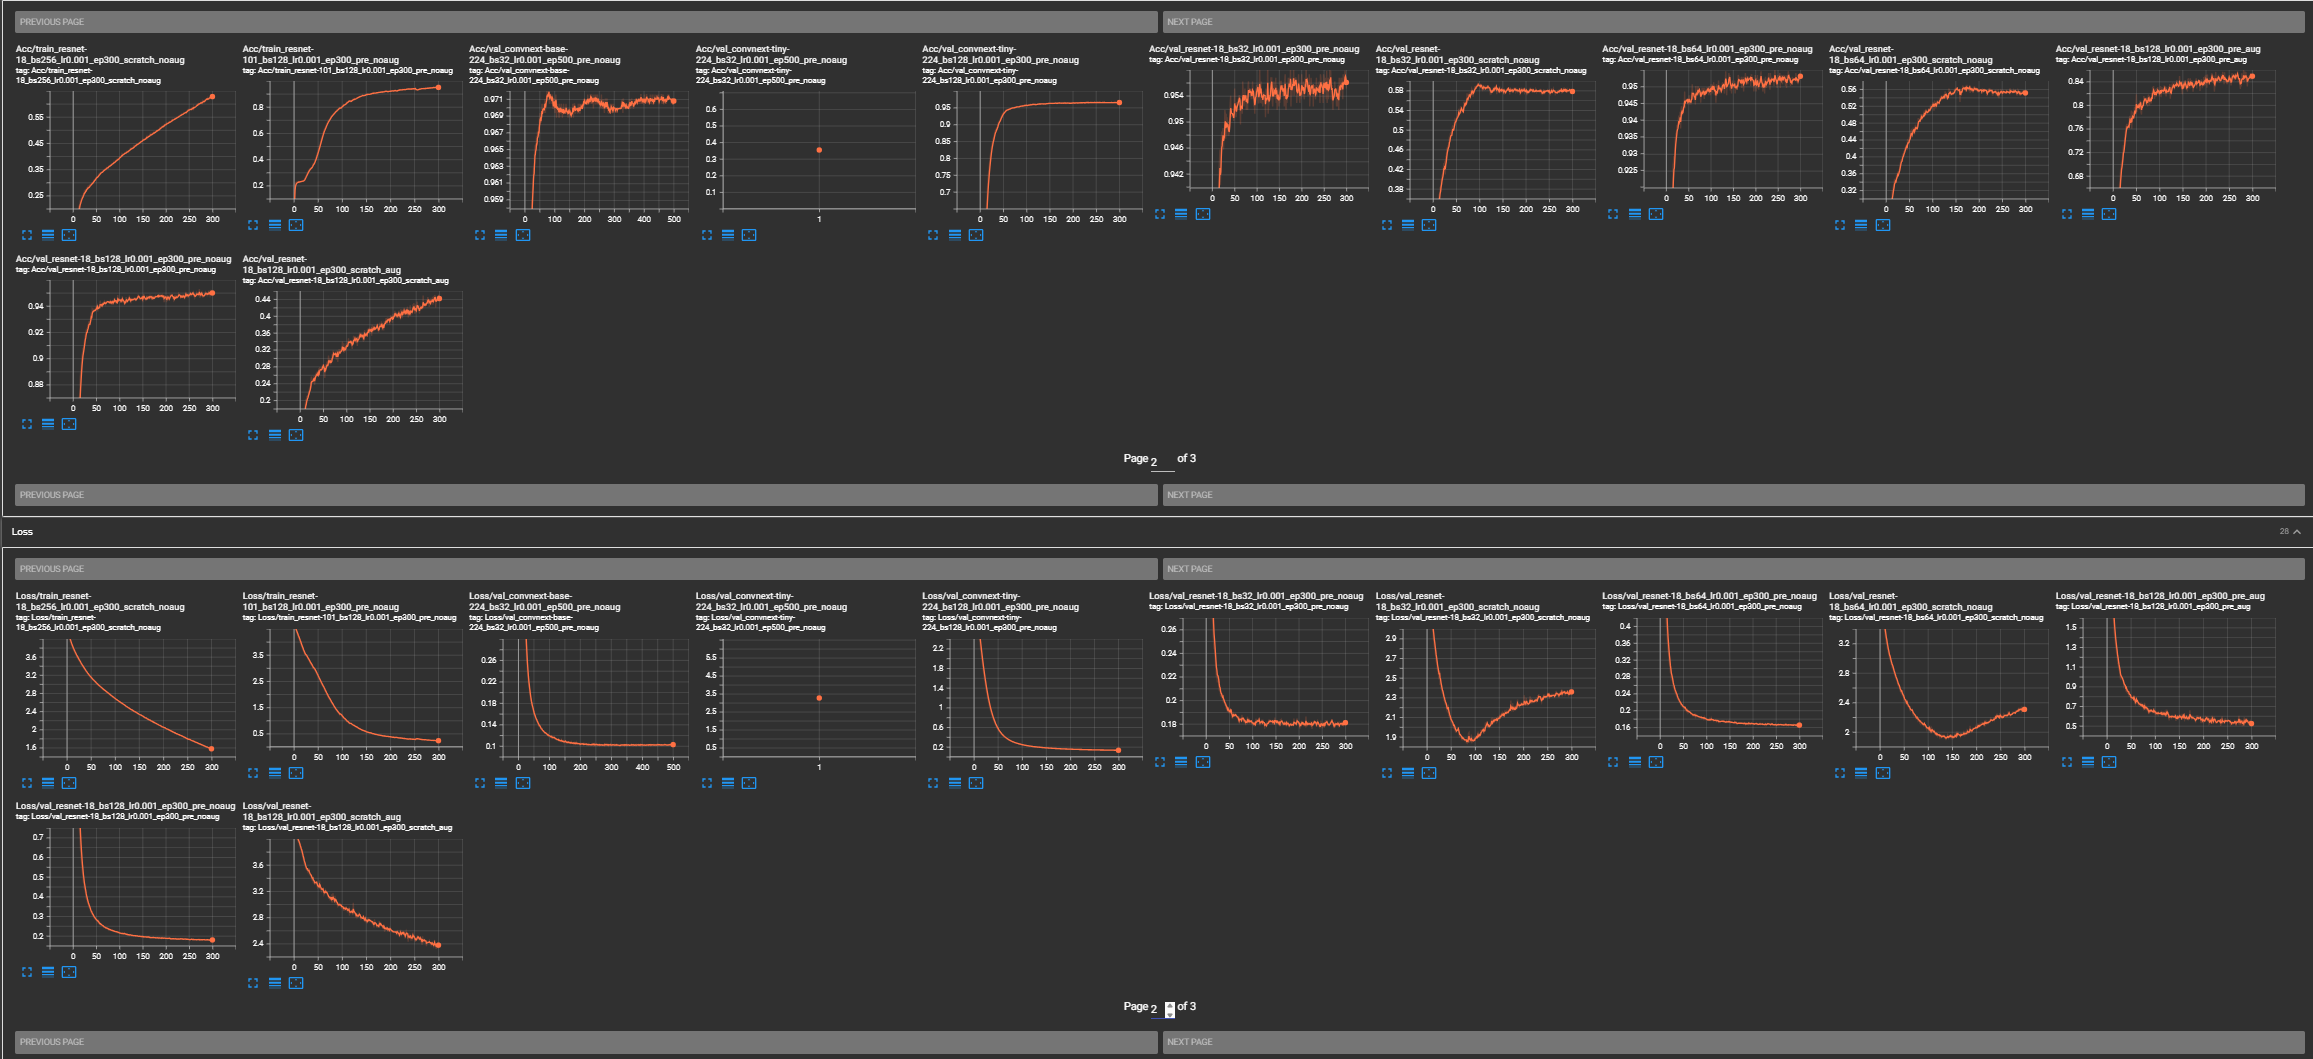 PREVIOUS PAGE
NEXT PAGE
Acc/train_resnet-
18_bs256_lr0.001_ep300_scratch_noaug
tag: Acc/train_resnet-
18_bs256_lr0.001_ep300_scratch_noaug
0.55
0.45
0.35
0.25
0 50 100 150 200 250 300
Acc/train_resnet-
101_bs128_lr0.001_ep300_pre_noaug
tag: Acc/train_resnet-101_bs128_lr0.001_ep300_pre_noaug
0.8
0.6
0.4
0.2
0 50 100 150 200 250 300
Acc/val_convnext-base-
224_bs32_lr0.001_ep500_pre_noaug
tag: Acc/val_convnext-base-
224_bs32_lr0.001_ep500_pre_noaug
0.971
0.969
0.967
0.965
0.963
0.961
0.959
0 100 200 300 400 500
Acc/val_convnext-tiny-
224_bs32_lr0.001_ep500_pre_noaug
tag: Acc/val_convnext-tiny-
224_bs32_lr0.001_ep500_pre_noaug
0.6
0.5
0.4
0.3
0.2
0.1
1
Acc/val_convnext-tiny-
224_bs128_lr0.001_ep300_pre_noaug
tag: Acc/val_convnext-tiny-
224_bs128_lr0.001_ep300_pre_noaug
0.95
0.9
0.85
0.8
0.75
0.7
0 50 100 150 200 250 300
Acc/val_resnet-18_bs32_lr0.001_ep300_pre_noaug
tag: Acc/val_resnet-18_bs32_lr0.001_ep300_pre_noaug
0.954
0.95
0.946
0.942
0 50 100 150 200 250 300
Acc/val_resnet-
18_bs32_lr0.001_ep300_scratch_noaug
tag: Acc/val_resnet-18_bs32_lr0.001_ep300_scratch_noaug
0.58
0.54
0.5
0.46
0.42
0.38
0 50 100 150 200 250 300
Acc/val_resnet-18_bs64_lr0.001_ep300_pre_noaug
tag: Acc/val_resnet-18_bs64_lr0.001_ep300_pre_noaug
0.95
0.945
0.94
0.935
0.93
0.925
0 50 100 150 200 250 300
Acc/val_resnet-
18_bs64_lr0.001_ep300_scratch_noaug
tag: Acc/val_resnet-18_bs64_lr0.001_ep300_scratch_noaug
0.56
0.52
0.48
0.44
0.4
0.36
0.32
0 50 100 150 200 250 300
Acc/val_resnet-18_bs128_lr0.001_ep300_pre_aug
tag: Acc/val_resnet-18_bs128_lr0.001_ep300_pre_aug
0.84
0.8
0.76
0.72
0.68
0 50 100 150 200 250 300
Acc/val_resnet-18_bs128_lr0.001_ep300_pre_noaug
tag: Acc/val_resnet-18_bs128_lr0.001_ep300_pre_noaug
0.94
0.92
0.9
0.88
0 50 100 150 200 250 300
Acc/val_resnet-
18_bs128_lr0.001_ep300_scratch_aug
tag: Acc/val_resnet-18_bs128_lr0.001_ep300_scratch_aug
0.44
0.4
0.36
0.32
0.28
0.24
0.2
0 50 100 150 200 250 300
Page 2 of 3
PREVIOUS PAGE
NEXT PAGE
Loss
28
PREVIOUS PAGE
NEXT PAGE
Loss/train_resnet-
18_bs256_lr0.001_ep300_scratch_noaug
tag: Loss/train_resnet-
18_bs256_lr0.001_ep300_scratch_noaug
3.6
3.2
2.8
2.4
2
1.6
0 50 100 150 200 250 300
Loss/train_resnet-
101_bs128_lr0.001_ep300_pre_noaug
tag: Loss/train_resnet-101_bs128_lr0.001_ep300_pre_noaug
3.5
2.5
1.5
0.5
0 50 100 150 200 250 300
Loss/val_convnext-base-
224_bs32_lr0.001_ep500_pre_noaug
tag: Loss/val_convnext-base-
224_bs32_lr0.001_ep500_pre_noaug
0.26
0.22
0.18
0.14
0.1
0 100 200 300 400 500
Loss/val_convnext-tiny-
224_bs32_lr0.001_ep500_pre_noaug
tag: Loss/val_convnext-tiny-
224_bs32_lr0.001_ep500_pre_noaug
5.5
4.5
3.5
2.5
1.5
0.5
1
Loss/val_convnext-tiny-
224_bs128_lr0.001_ep300_pre_noaug
tag: Loss/val_convnext-tiny-
224_bs128_lr0.001_ep300_pre_noaug
2.2
1.8
1.4
1
0.6
0.2
0 50 100 150 200 250 300
Loss/val_resnet-18_bs32_lr0.001_ep300_pre_noaug
tag: Loss/val_resnet-18_bs32_lr0.001_ep300_pre_noaug
0.26
0.24
0.22
0.2
0.18
0 50 100 150 200 250 300
Loss/val_resnet-
18_bs32_lr0.001_ep300_scratch_noaug
tag: Loss/val_resnet-18_bs32_lr0.001_ep300_scratch_noaug
2.9
2.7
2.5
2.3
2.1
1.9
0 50 100 150 200 250 300
Loss/val_resnet-18_bs64_lr0.001_ep300_pre_noaug
tag: Loss/val_resnet-18_bs64_lr0.001_ep300_pre_noaug
0.4
0.36
0.32
0.28
0.24
0.2
0.16
0 50 100 150 200 250 300
Loss/val_resnet-
18_bs64_lr0.001_ep300_scratch_noaug
tag: Loss/val_resnet-18_bs64_lr0.001_ep300_scratch_noaug
3.2
2.8
2.4
2
0 50 100 150 200 250 300
Loss/val_resnet-18_bs128_lr0.001_ep300_pre_aug
tag: Loss/val_resnet-18_bs128_lr0.001_ep300_pre_aug
1.5
1.3
1.1
0.9
0.7
0.5
0 50 100 150 200 250 300
Loss/val_resnet-18_bs128_lr0.001_ep300_pre_noaug
tag: Loss/val_resnet-18_bs128_lr0.001_ep300_pre_noaug
0.7
0.6
0.5
0.4
0.3
0.2
0 50 100 150 200 250 300
Loss/val_resnet-
18_bs128_lr0.001_ep300_scratch_aug
tag: Loss/val_resnet-18_bs128_lr0.001_ep300_scratch_aug
3.6
3.2
2.8
2.4
0 50 100 150 200 250 300
Page 2 of 3
PREVIOUS PAGE
NEXT PAGE